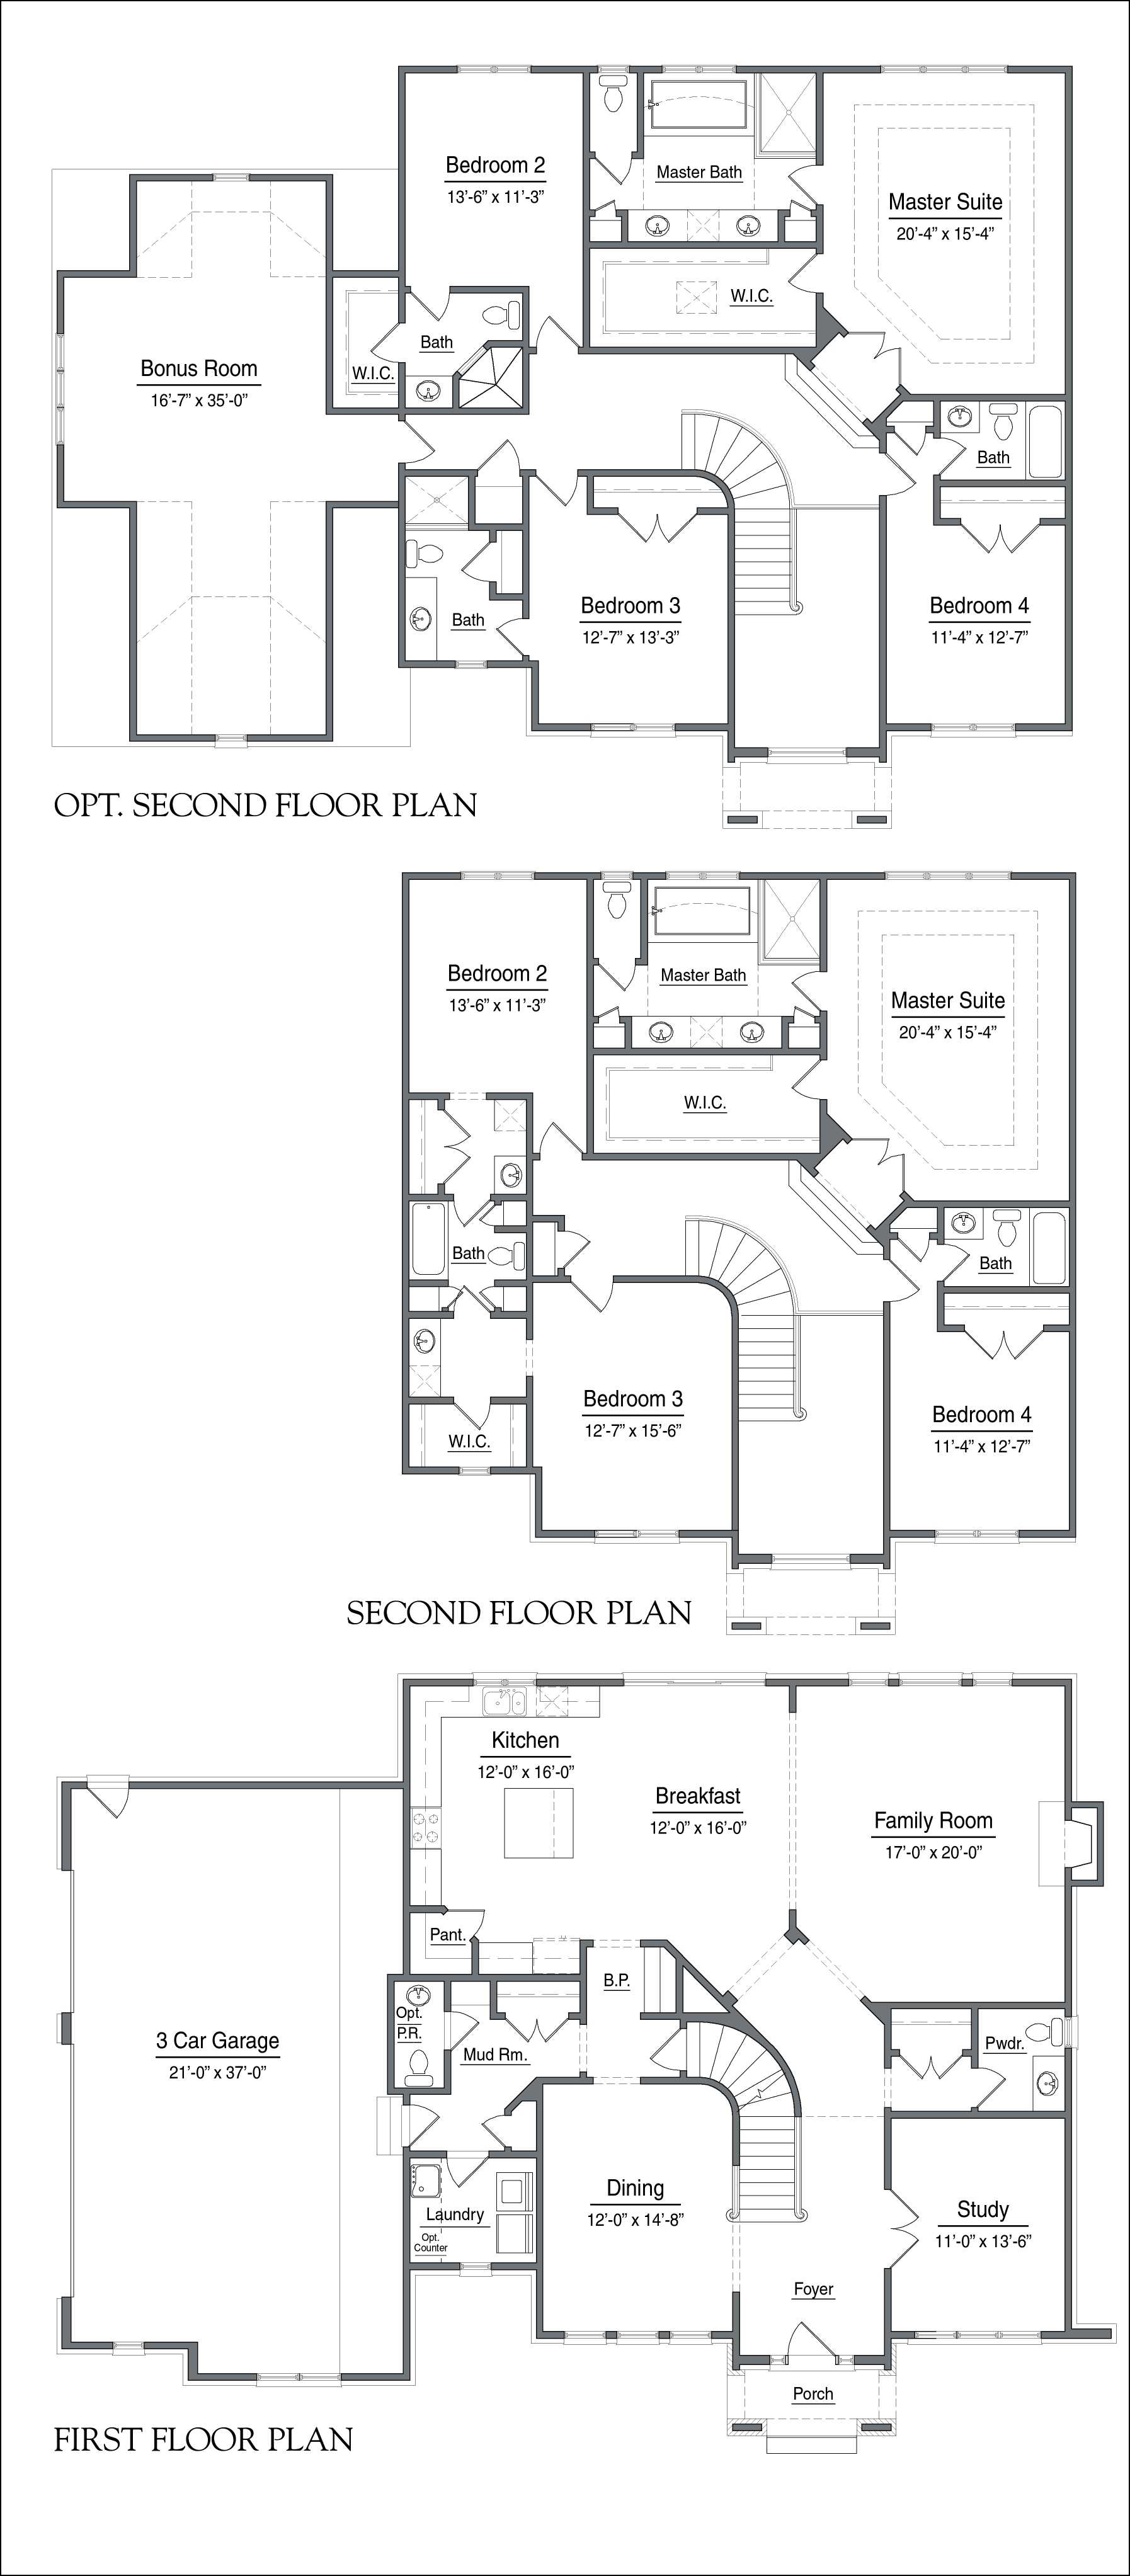 Bedroom 2
13'-6” x 11'-3”
Master Bath
Master Suite
20'-4” x 15'-4”
W.I.C.
Bath
W.I.C.
Bonus Room
16'-7” x 35'-0”
Bath
Bath
Bedroom 3
12'-7” x 13'-3”
Bedroom 4
11'-4” x 12'-7”
OPT. SECOND FLOOR PLAN
Bedroom 2
13'-6” x 11'-3”
Master Bath
Master Suite
20'-4” x 15'-4”
W.I.C.
Bath
Bath
Bedroom 3
12'-7” x 15'-6”
Bedroom 4
11'-4” x 12'-7”
W.I.C.
SECOND FLOOR PLAN
Kitchen
12'-0” x 16'-0”
Breakfast
12'-0” x 16'-0”
Family Room
17'-0” x 20'-0”
Pant.
B.P.
Opt.
P.R.
Mud Rm.
Pwdr.
3 Car Garage
21'-0” x 37'-0”
Dining
12'-0” x 14'-8”
Laundry
Opt.
Counter
Study
11'-0” x 13'-6”
Foyer
Porch
FIRST FLOOR PLAN